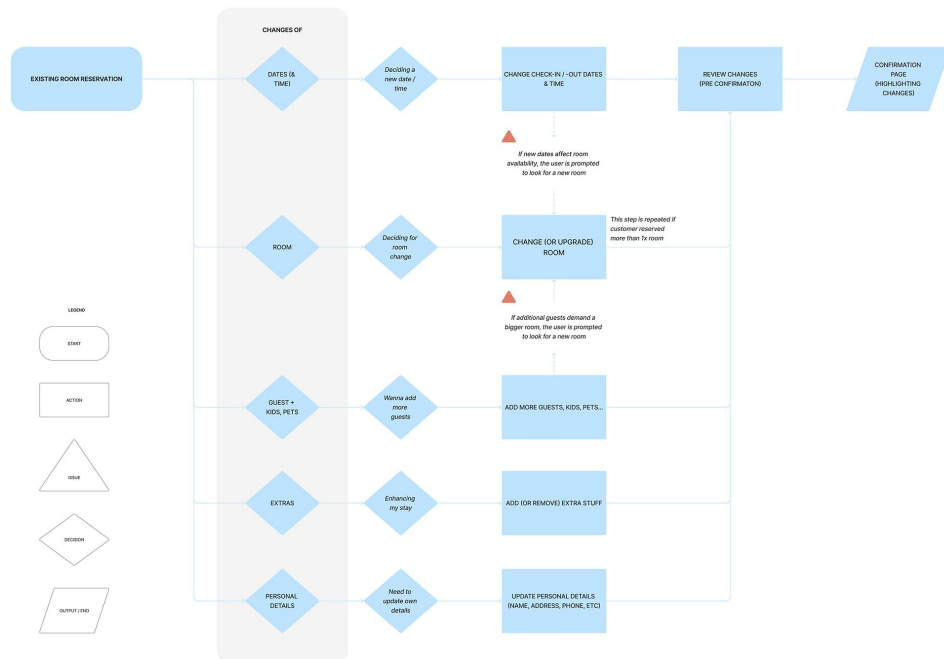 CHANGES OF
EXISTING ROOM RESERVATION
DATES (&
TIME)
Deciding a
new date /
time
CHANGE CHECK-IN / -OUT DATES
& TIME
REVIEW CHANGES
(PRE CONFIRMATON)
CONFIRMATION
PAGE
(HIGHLIGHTING
CHANGES)
If new dates affect room
availability, the user is prompted
to look for a new room
ROOM
Deciding for
room
change
CHANGE (OR UPGRADE)
ROOM
This step is repeated if
customer reserved
more than 1x room
If additional guests demand a
bigger room, the user is prompted
to look for a new room
GUEST +
KIDS, PETS
Wanna add
more
guests
ADD MORE GUESTS, KIDS, PETS...
EXTRAS
Enhancing
my stay
ADD (OR REMOVE) EXTRA STUFF
PERSONAL
DETAILS
Need to
update own
details
UPDATE PERSONAL DETAILS
(NAME, ADDRESS, PHONE, ETC)
LEGEND
START
ACTION
ISSUE
DECISION
OUTPUT / END